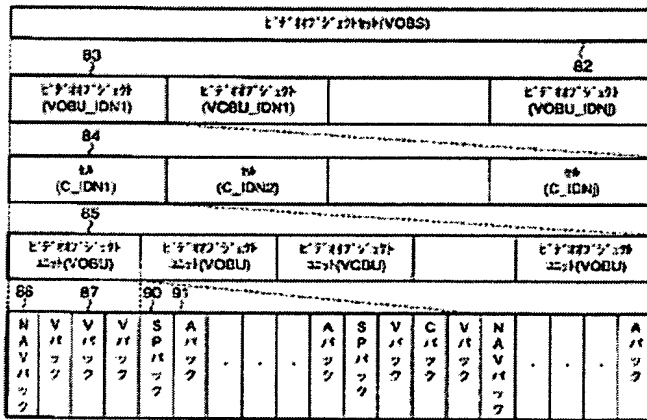 ビデオオブジェクトセット(VOBS)
83
82
ビデオオブジェクト ビデオオブジェクト ビデオオブジェクト
(VOBU_IDN1) (VOBU_IDN1) (VOBU_IDNj)
84
セル セル セル
(C_IDN1) (C_IDN2) (C_IDNj)
85
ビデオオブジェクト ビデオオブジェクト ビデオオブジェクト ビデオオブジェクト
ユニット(VOBU) ユニット(VOBU) ユニット(VOBU) ユニット(VOBU)
86 87 90 91
NAVパック
Vパック
Vパック
Vパック
SPパック
Aパック
・
・
・
Aパック
SPパック
Vパック
Cパック
Vパック
NAVパック
・
・
・
Aパック